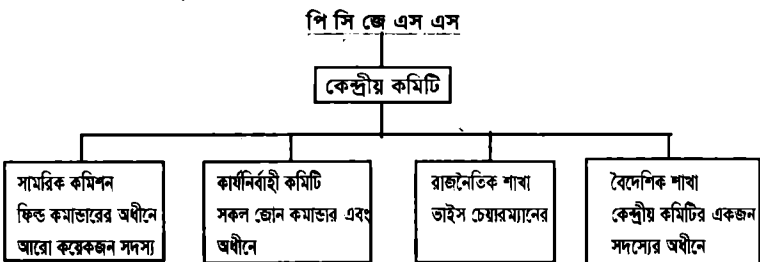 পি সি জে এস এস
কেন্দ্রীয় কমিটি
সামরিক কমিশন
ফিল্ড কমান্ডারের অধীনে
আরো কয়েকজন সদস্য
কার্যনির্বাহী কমিটি
সকল জোন কমান্ডার এবং
অধীনে
রাজনৈতিক শাখা
ভাইস চেয়ারম্যানের
বৈদেশিক শাখা
কেন্দ্রীয় কমিটির একজন
সদস্যের অধীনে